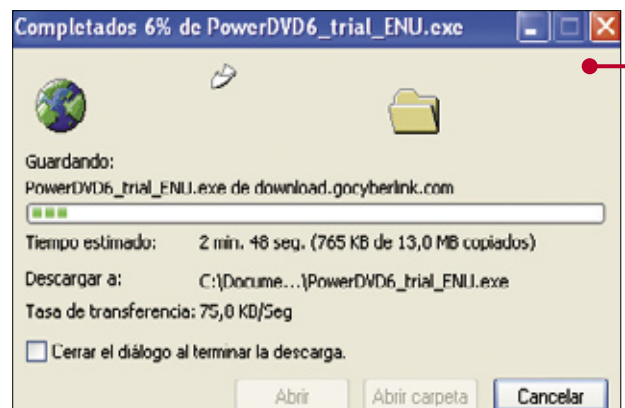 Completados 6% de PowerDVD6_trial_ENU.exe
Guardando:
PowerDVD6_trial_ENU.exe de download.gocyberlink.com
Tiempo estimado: 2 min. 48 seg. (765 KB de 13,0 MB copiados)
Descargar a: C:\Docume...\PowerDVD6_trial_ENU.exe
Tasa de transferencia: 75,0 KB/Seg
Cerrar el diálogo al terminar la descarga.
Abrir Abrir carpeta Cancelar